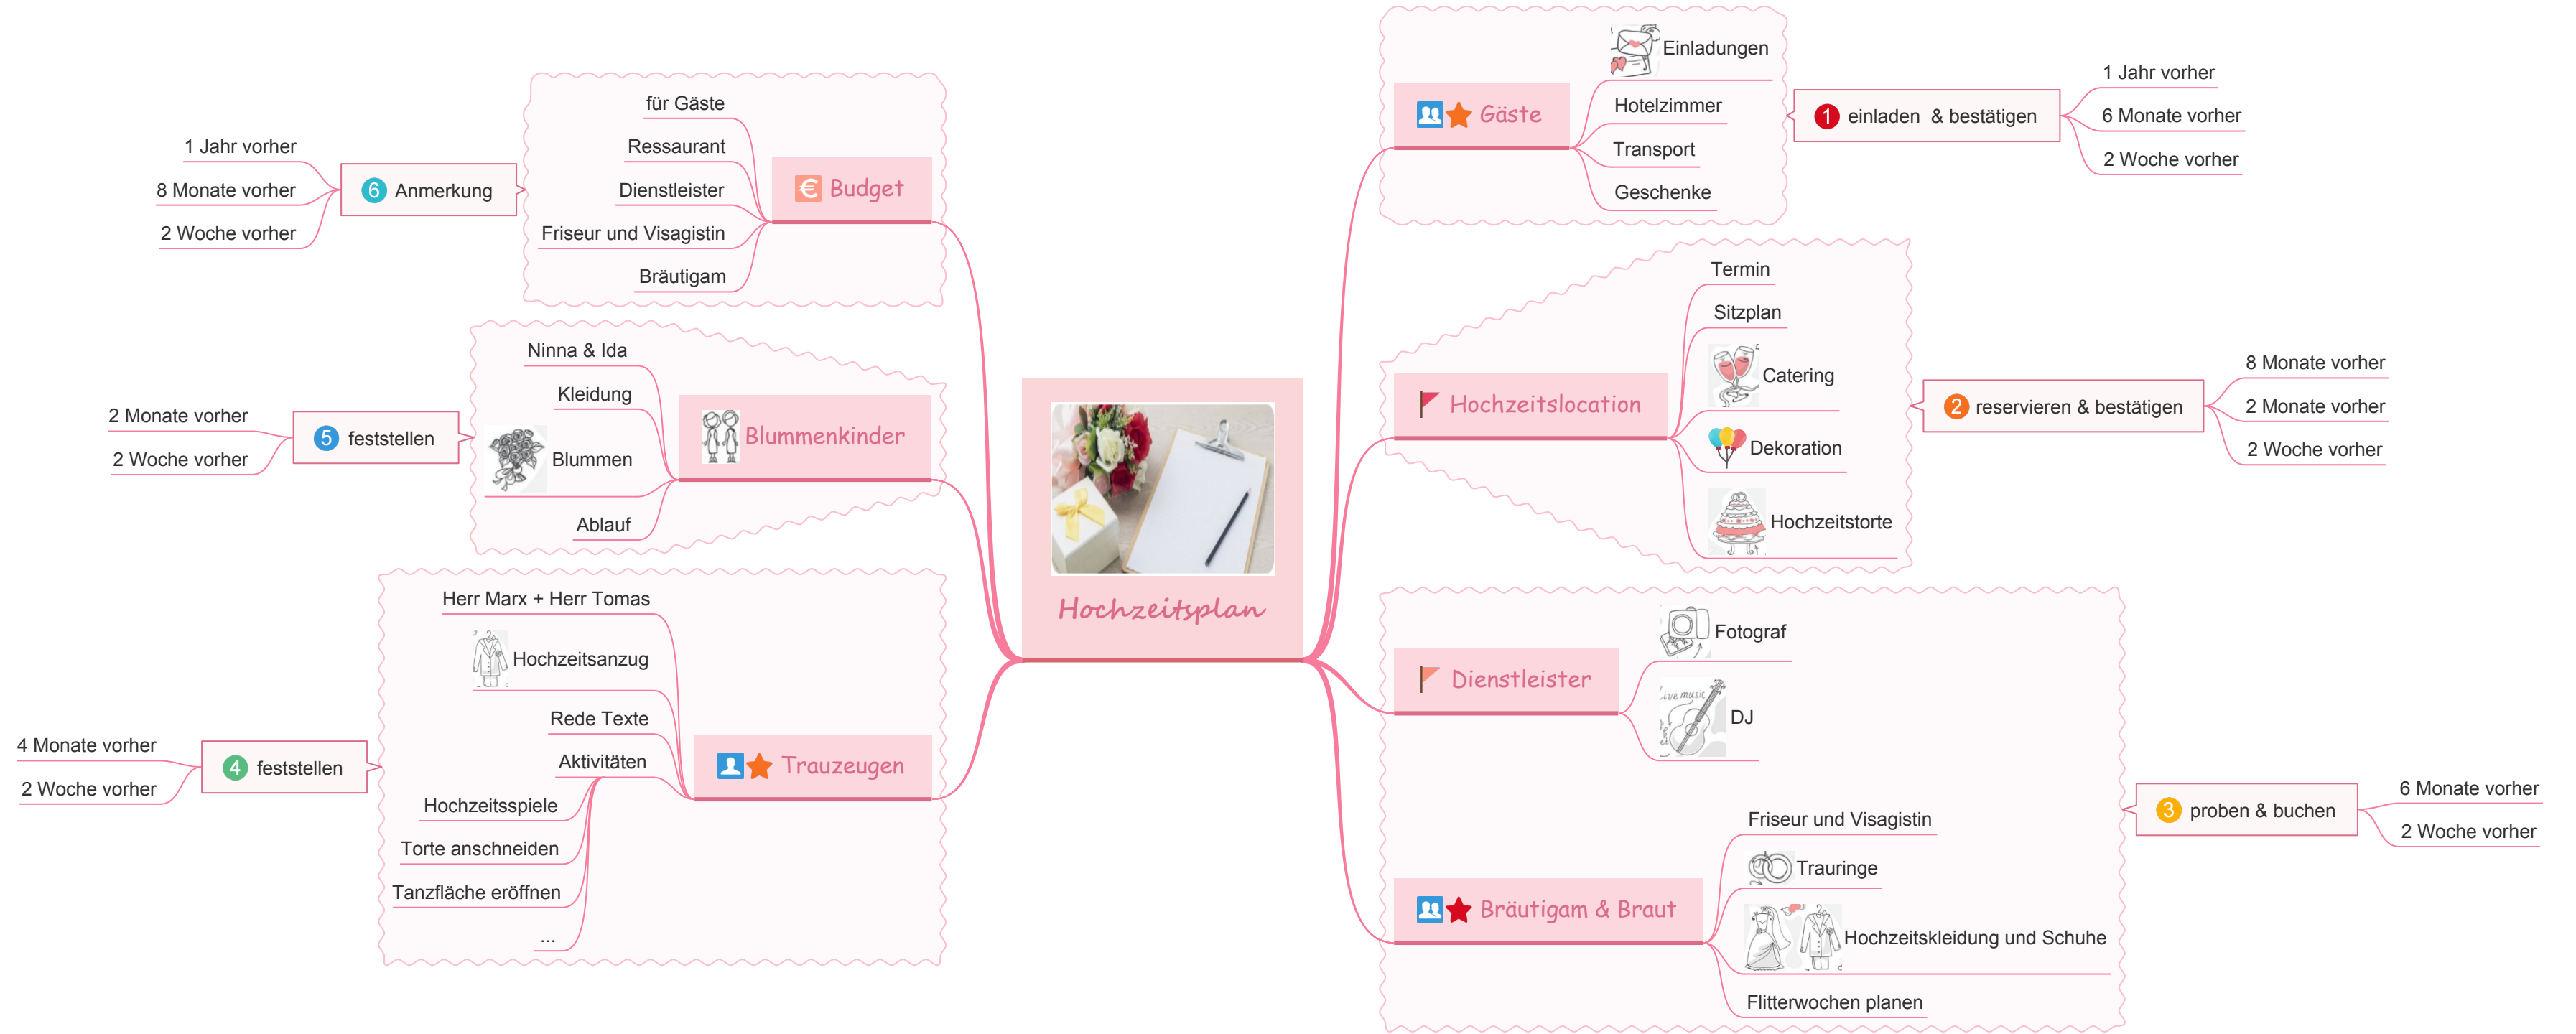 Hochzeitsplan
Gäste
Einladungen
Hotelzimmer
Transport
Geschenke
1 einladen & bestätigen
1 Jahr vorher
6 Monate vorher
2 Woche vorher
Hochzeitslocation
Termin
Sitzplan
Catering
Dekoration
Hochzeitstorte
2 reservieren & bestätigen
8 Monate vorher
2 Monate vorher
2 Woche vorher
Dienstleister
Fotograf
live music
DJ
Bräutigam & Braut
Friseur und Visagistin
Trauringe
Hochzeitskleidung und Schuhe
Flitterwochen planen
3 proben & buchen
6 Monate vorher
2 Woche vorher
Trauzeugen
Herr Marx + Herr Tomas
Hochzeitsanzug
Rede Texte
Aktivitäten
Hochzeitsspiele
Torte anschneiden
Tanzfläche eröffnen
...
4 feststellen
4 Monate vorher
2 Woche vorher
Blummenkinder
Ninna & Ida
Kleidung
Blummen
Ablauf
5 feststellen
2 Monate vorher
2 Woche vorher
€ Budget
für Gäste
Ressaurant
Dienstleister
Friseur und Visagistin
Bräutigam
6 Anmerkung
1 Jahr vorher
8 Monate vorher
2 Woche vorher